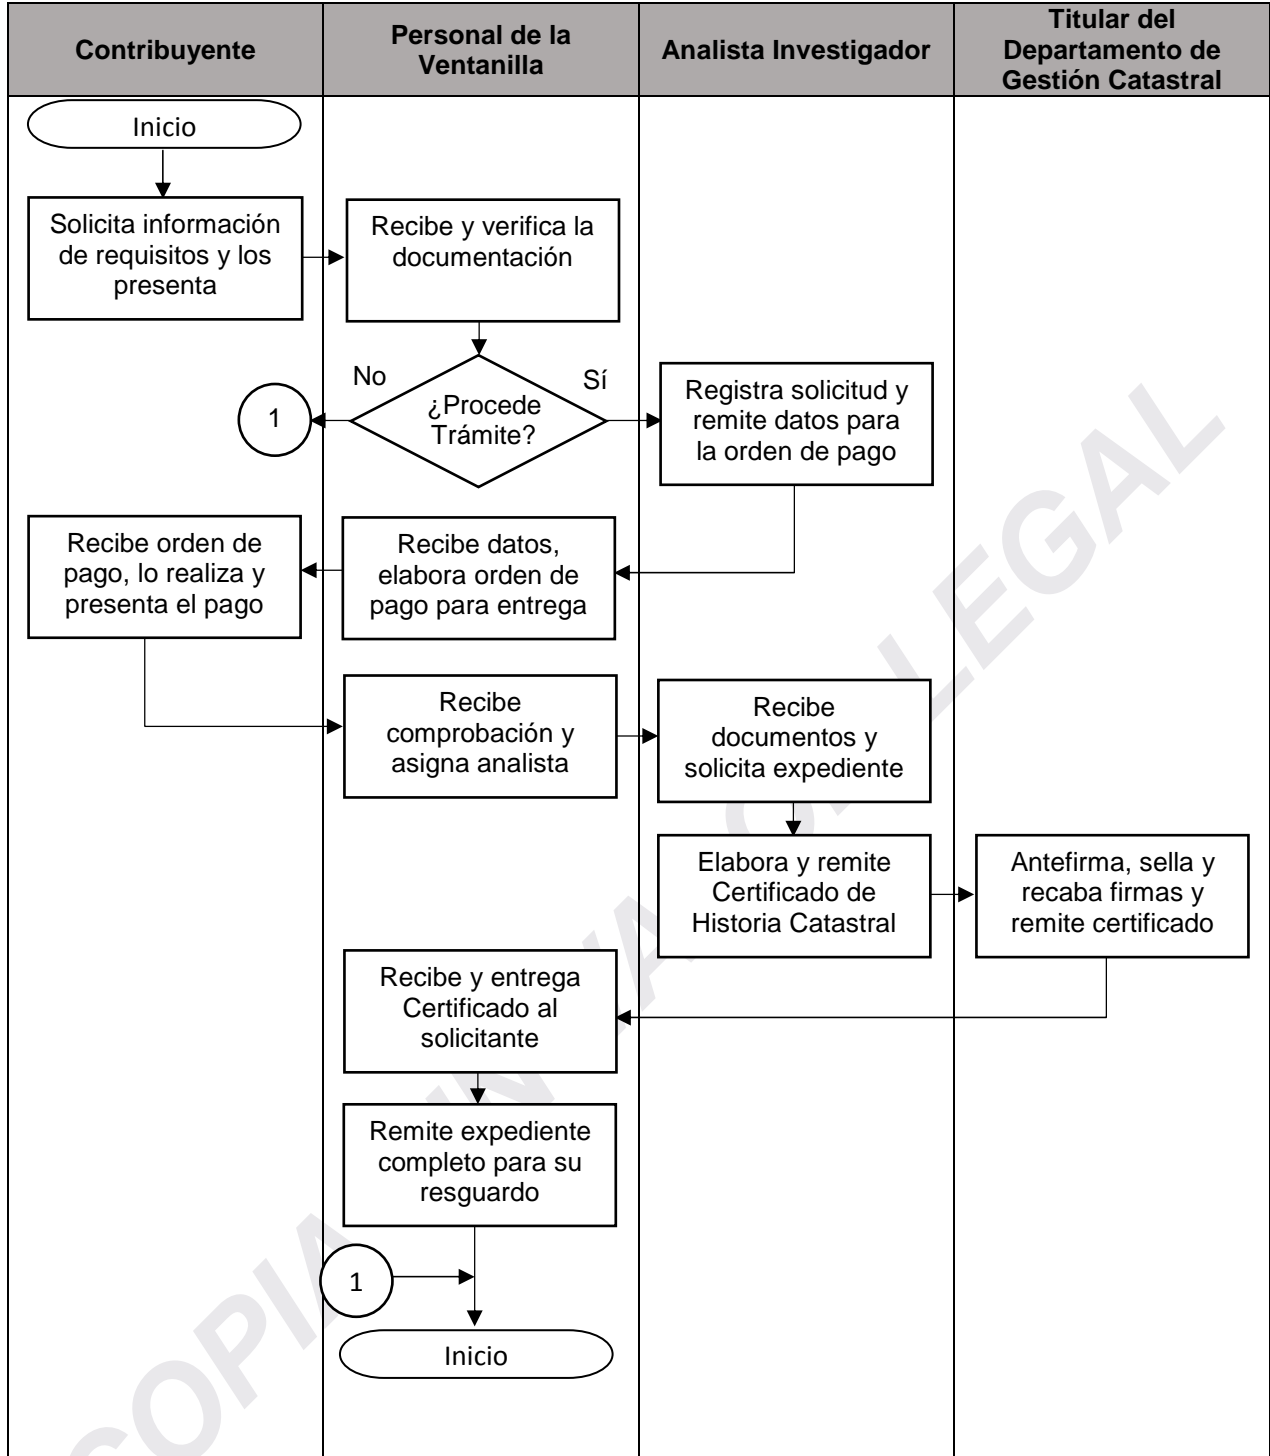 Contribuyente
Personal de la
Ventanilla
Analista Investigador
Titular del
Departamento de
Gestión Catastral
Inicio
Solicita información
de requisitos y los
presenta
Recibe y verifica la
documentación
No
Sí
¿Procede
Trámite?
1
Registra solicitud y
remite datos para
la orden de pago
Recibe orden de
pago, lo realiza y
presenta el pago
Recibe datos,
elabora orden de
pago para entrega
Recibe
comprobación y
asigna analista
Recibe
documentos y
solicita expediente
Elabora y remite
Certificado de
Historia Catastral
Antefirma, sella y
recaba firmas y
remite certificado
Recibe y entrega
Certificado al
solicitante
Remite expediente
completo para su
resguardo
1
Inicio
COPIA LEGAL